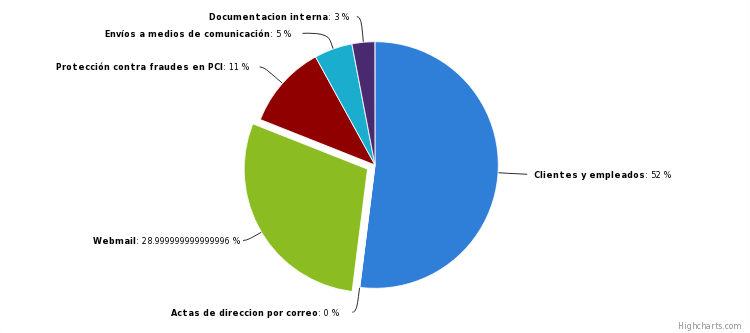 Documentacion interna: 3 %
Envíos a medios de comunicación: 5 %
Protección contra fraudes en PCI: 11 %
Clientes y empleados: 52 %
Webmail: 28.999999999999996 %
Actas de direccion por correo: 0 %
Highcharts.com